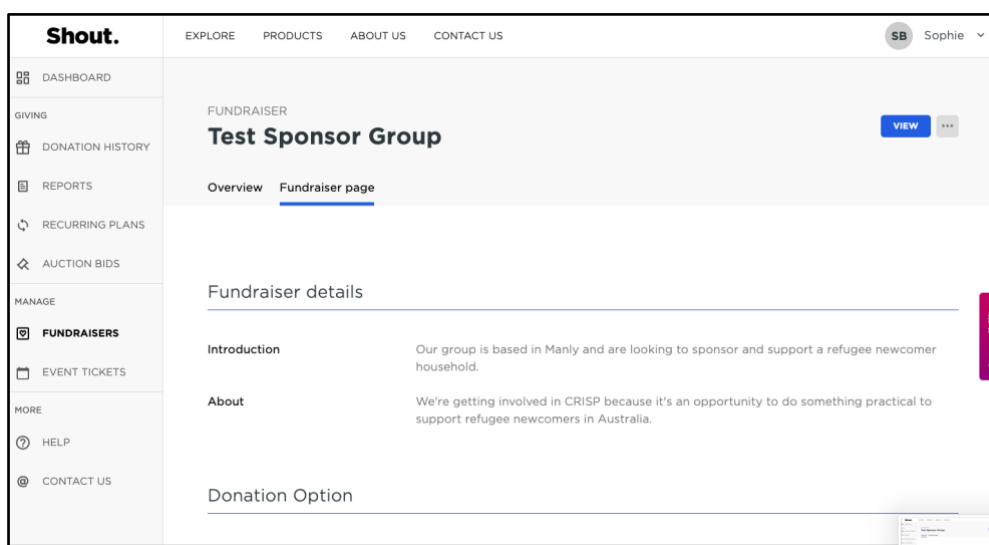 Shout.
EXPLORE PRODUCTS ABOUT US CONTACT US
SB Sophie
DASHBOARD
GIVING
DONATION HISTORY
REPORTS
RECURRING PLANS
AUCTION BIDS
MANAGE
FUNDRAISERS
EVENT TICKETS
MORE
HELP
CONTACT US
FUNDRAISER
Test Sponsor Group
VIEW ...
Overview Fundraiser page
Fundraiser details
Introduction
Our group is based in Manly and are looking to sponsor and support a refugee newcomer
household.
About
We're getting involved in CRISP because it's an opportunity to do something practical to
support refugee newcomers in Australia.
Donation Option